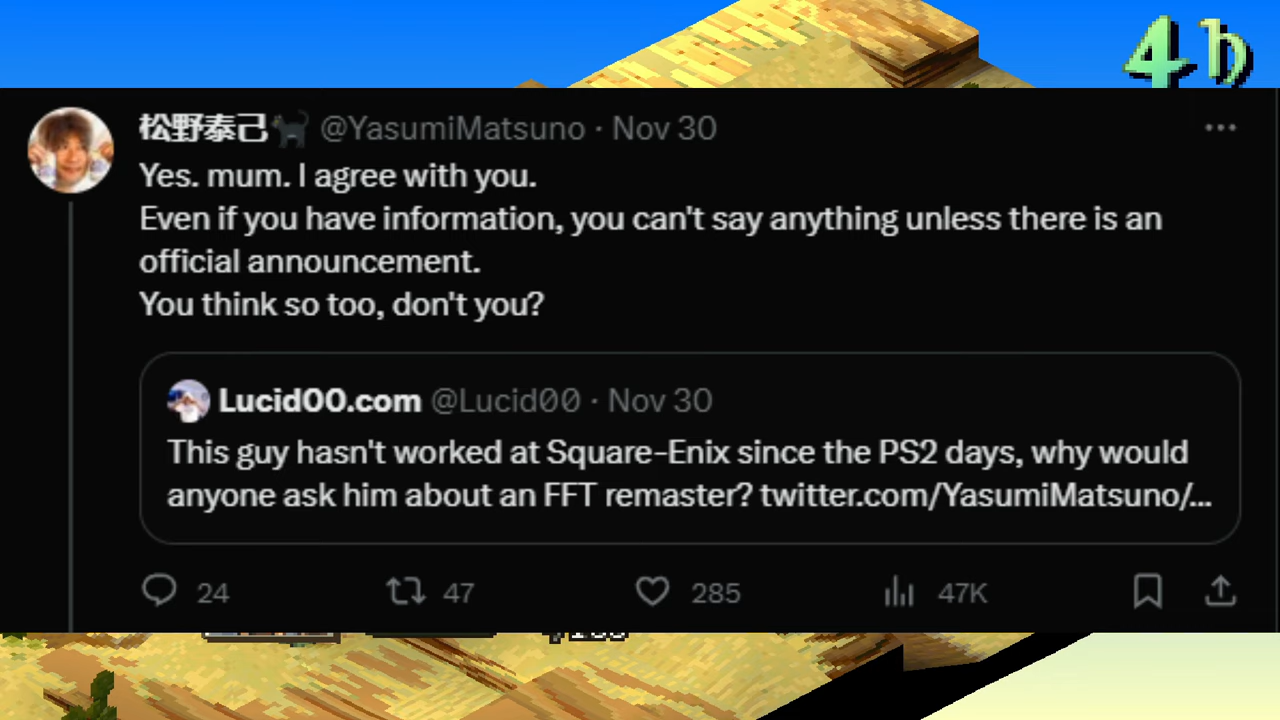 4h
松野泰己🐈‍⬛ @YasumiMatsuno · Nov 30
Yes. mum. I agree with you.
Even if you have information, you can't say anything unless there is an
official announcement.
You think so too, don't you?
Lucid00.com @Lucid00 · Nov 30
This guy hasn't worked at Square-Enix since the PS2 days, why would
anyone ask him about an FFT remaster? twitter.com/YasumiMatsuno/...
24 47 285 47K